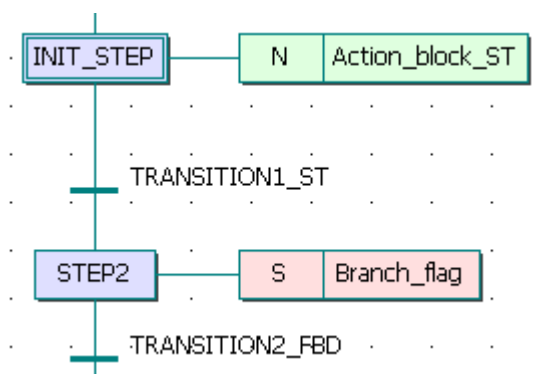 INIT_STEP N Action_block_ST
TRANSITION1_ST
STEP2 S Branch_flag
TRANSITION2_FBD